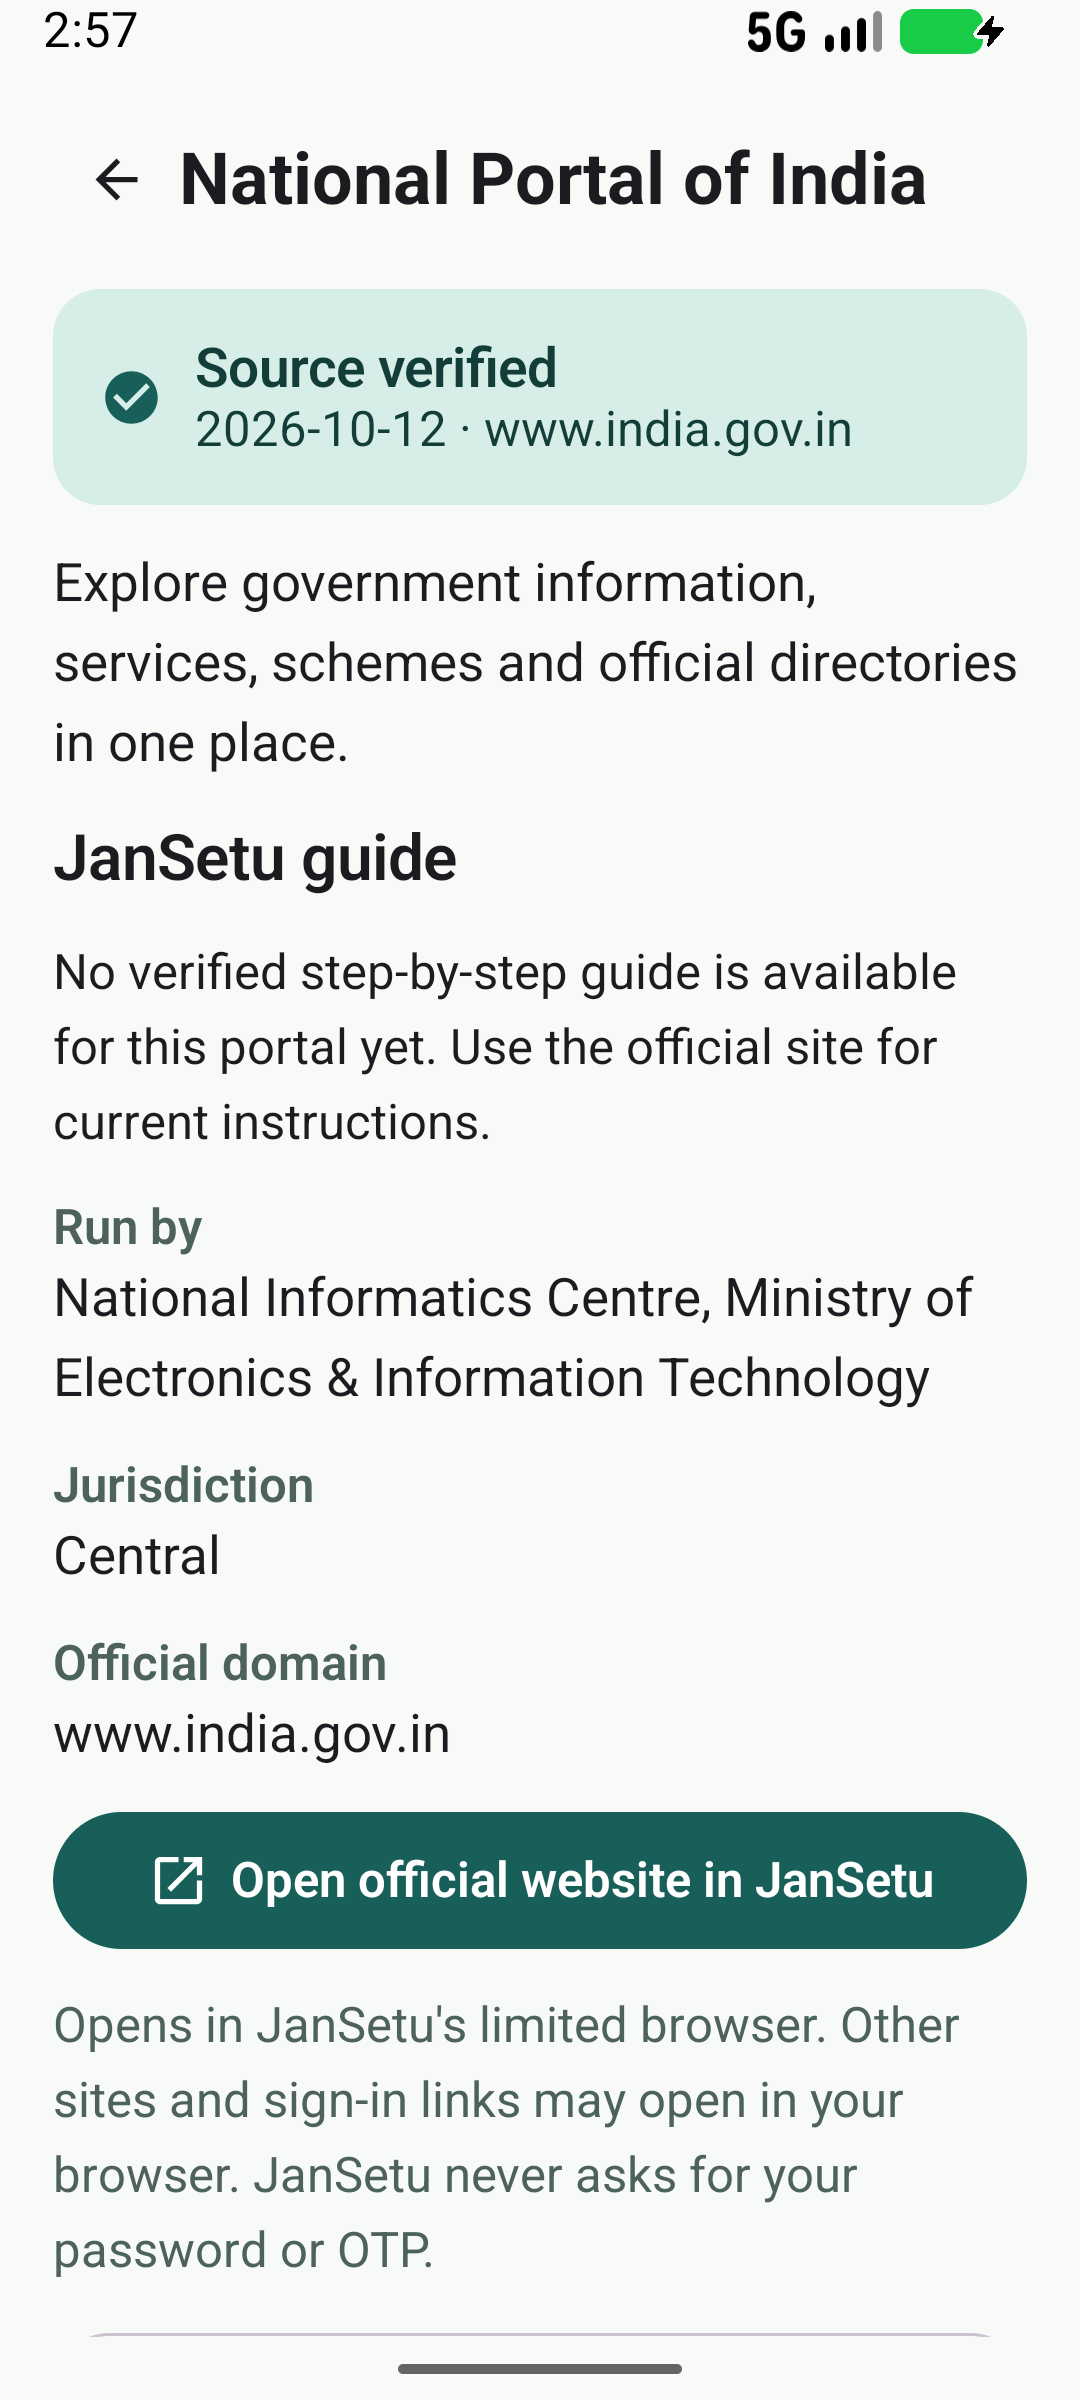 2:57
5G
National Portal of India
Source verified
2026-10-12 · www.india.gov.in
Explore government information,
services, schemes and official directories
in one place.
JanSetu guide
No verified step-by-step guide is available
for this portal yet. Use the official site for
current instructions.
Run by
National Informatics Centre, Ministry of
Electronics & Information Technology
Jurisdiction
Central
Official domain
www.india.gov.in
Open official website in JanSetu
Opens in JanSetu's limited browser. Other
sites and sign-in links may open in your
browser. JanSetu never asks for your
password or OTP.